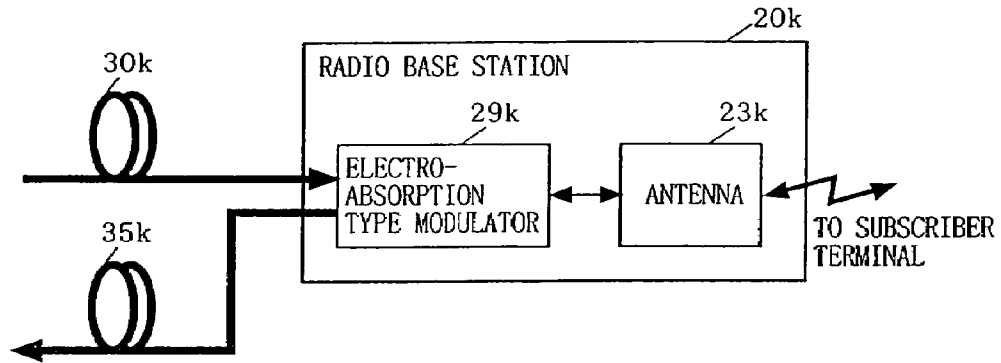 20k
30k
RADIO BASE STATION
29k
23k
ELECTRO-
ABSORPTION
TYPE MODULATOR
ANTENNA
35k
TO SUBSCRIBER
TERMINAL